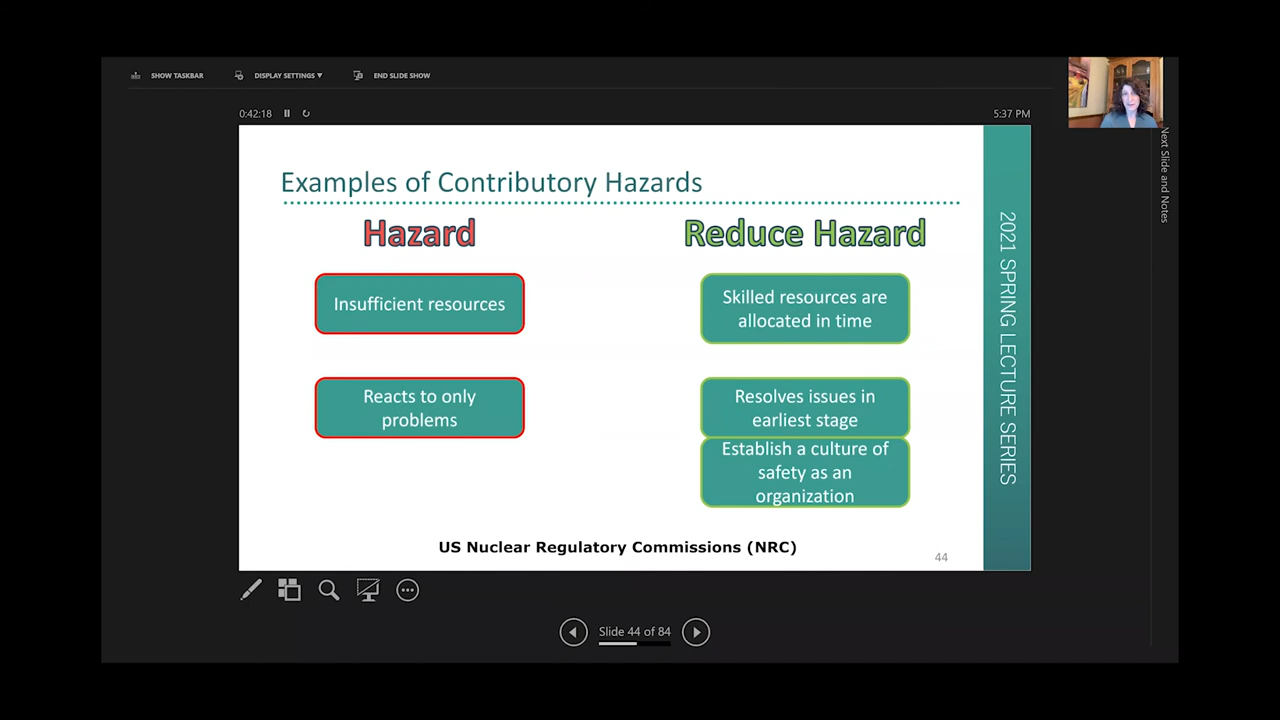 SHOW TASKBAR
DISPLAY SETTINGS ▼
END SLIDE SHOW
0:42:18
5:37 PM
Next Slide and Notes
Examples of Contributory Hazards
Hazard
Reduce Hazard
Insufficient resources
Skilled resources are
allocated in time
Reacts to only
problems
Resolves issues in
earliest stage
Establish a culture of
safety as an
organization
US Nuclear Regulatory Commissions (NRC)
44
2021 SPRING LECTURE SERIES
Slide 44 of 84